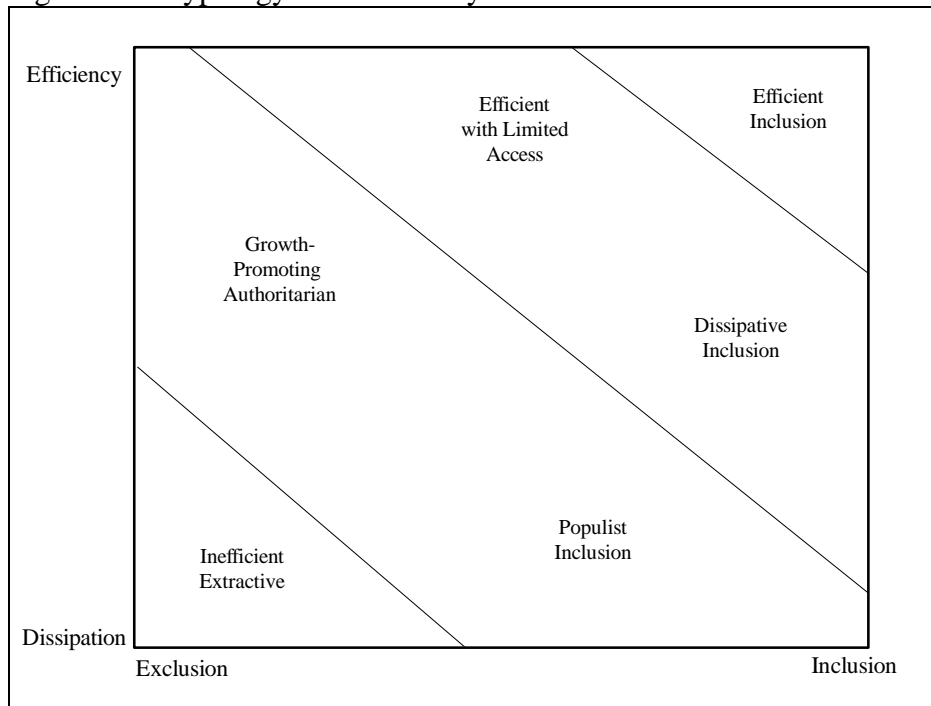 Efficiency
Efficient
with Limited
Access
Efficient
Inclusion
Growth-
Promoting
Authoritarian
Dissipative
Inclusion
Inefficient
Extractive
Populist
Inclusion
Dissipation
Exclusion
Inclusion